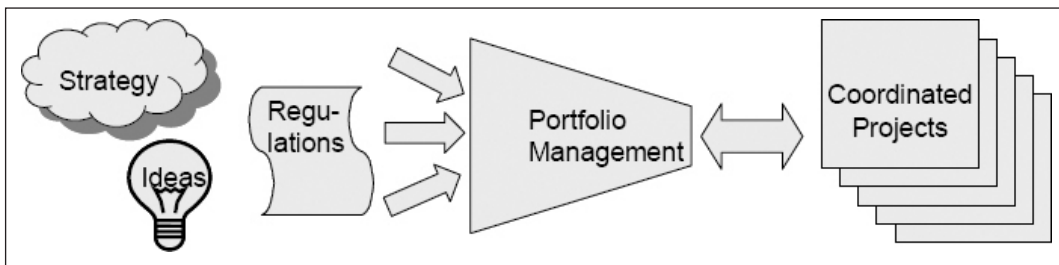 Strategy
Ideas
Regu-
lations
Portfolio
Management
Coordinated
Projects